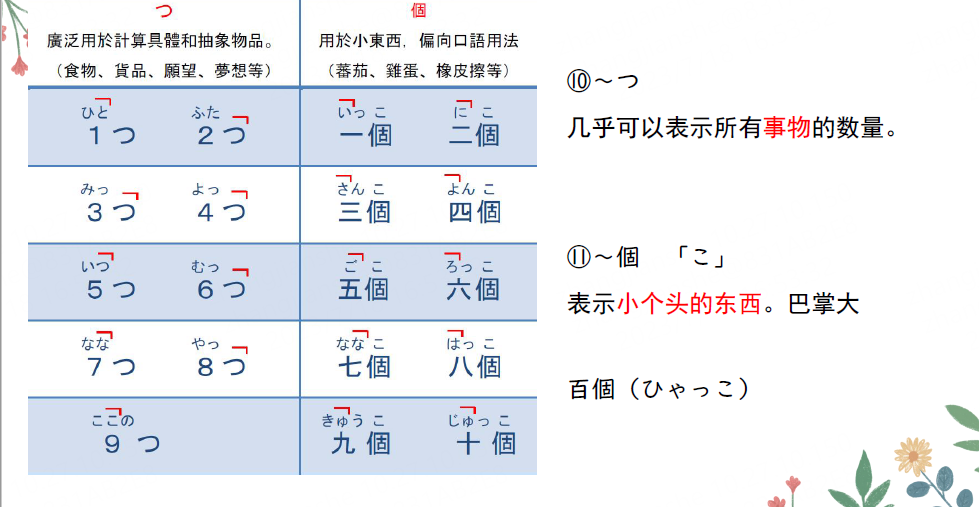 つ
廣泛用於計算具體和抽象物品。
（食物、貨品、願望、夢想等）
個
用於小東西，偏向口語用法
（蕃茄、雞蛋、橡皮擦等）
ひと ふた いっ こ に こ
１つ ２つ 一個 二個
みっ よっ さん こ よん こ
３つ ４つ 三個 四個
いつ むっ ご こ ろっ こ
５つ ６つ 五個 六個
なな やっ なな こ はっ こ
７つ ８つ 七個 八個
ここの きゅう こ じゅっ こ
９つ 九個 十個
⑩～つ
几乎可以表示所有事物的数量。
⑪～個 「こ」
表示小个头的东西。巴掌大
百個（ひゃっこ）